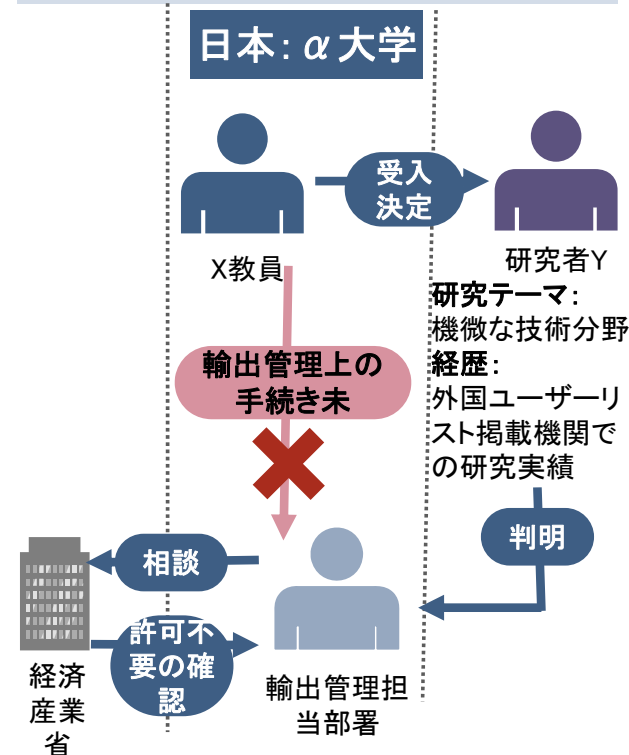 日本：α大学
受入
決定
X教員
研究者Y
研究テーマ：
機微な技術分野
経歴：
外国ユーザーリ
スト掲載機関で
の研究実績
輸出管理上の
手続き未
判明
相談
許可不
要の確
認
経済
産業
省
輸出管理担
当部署